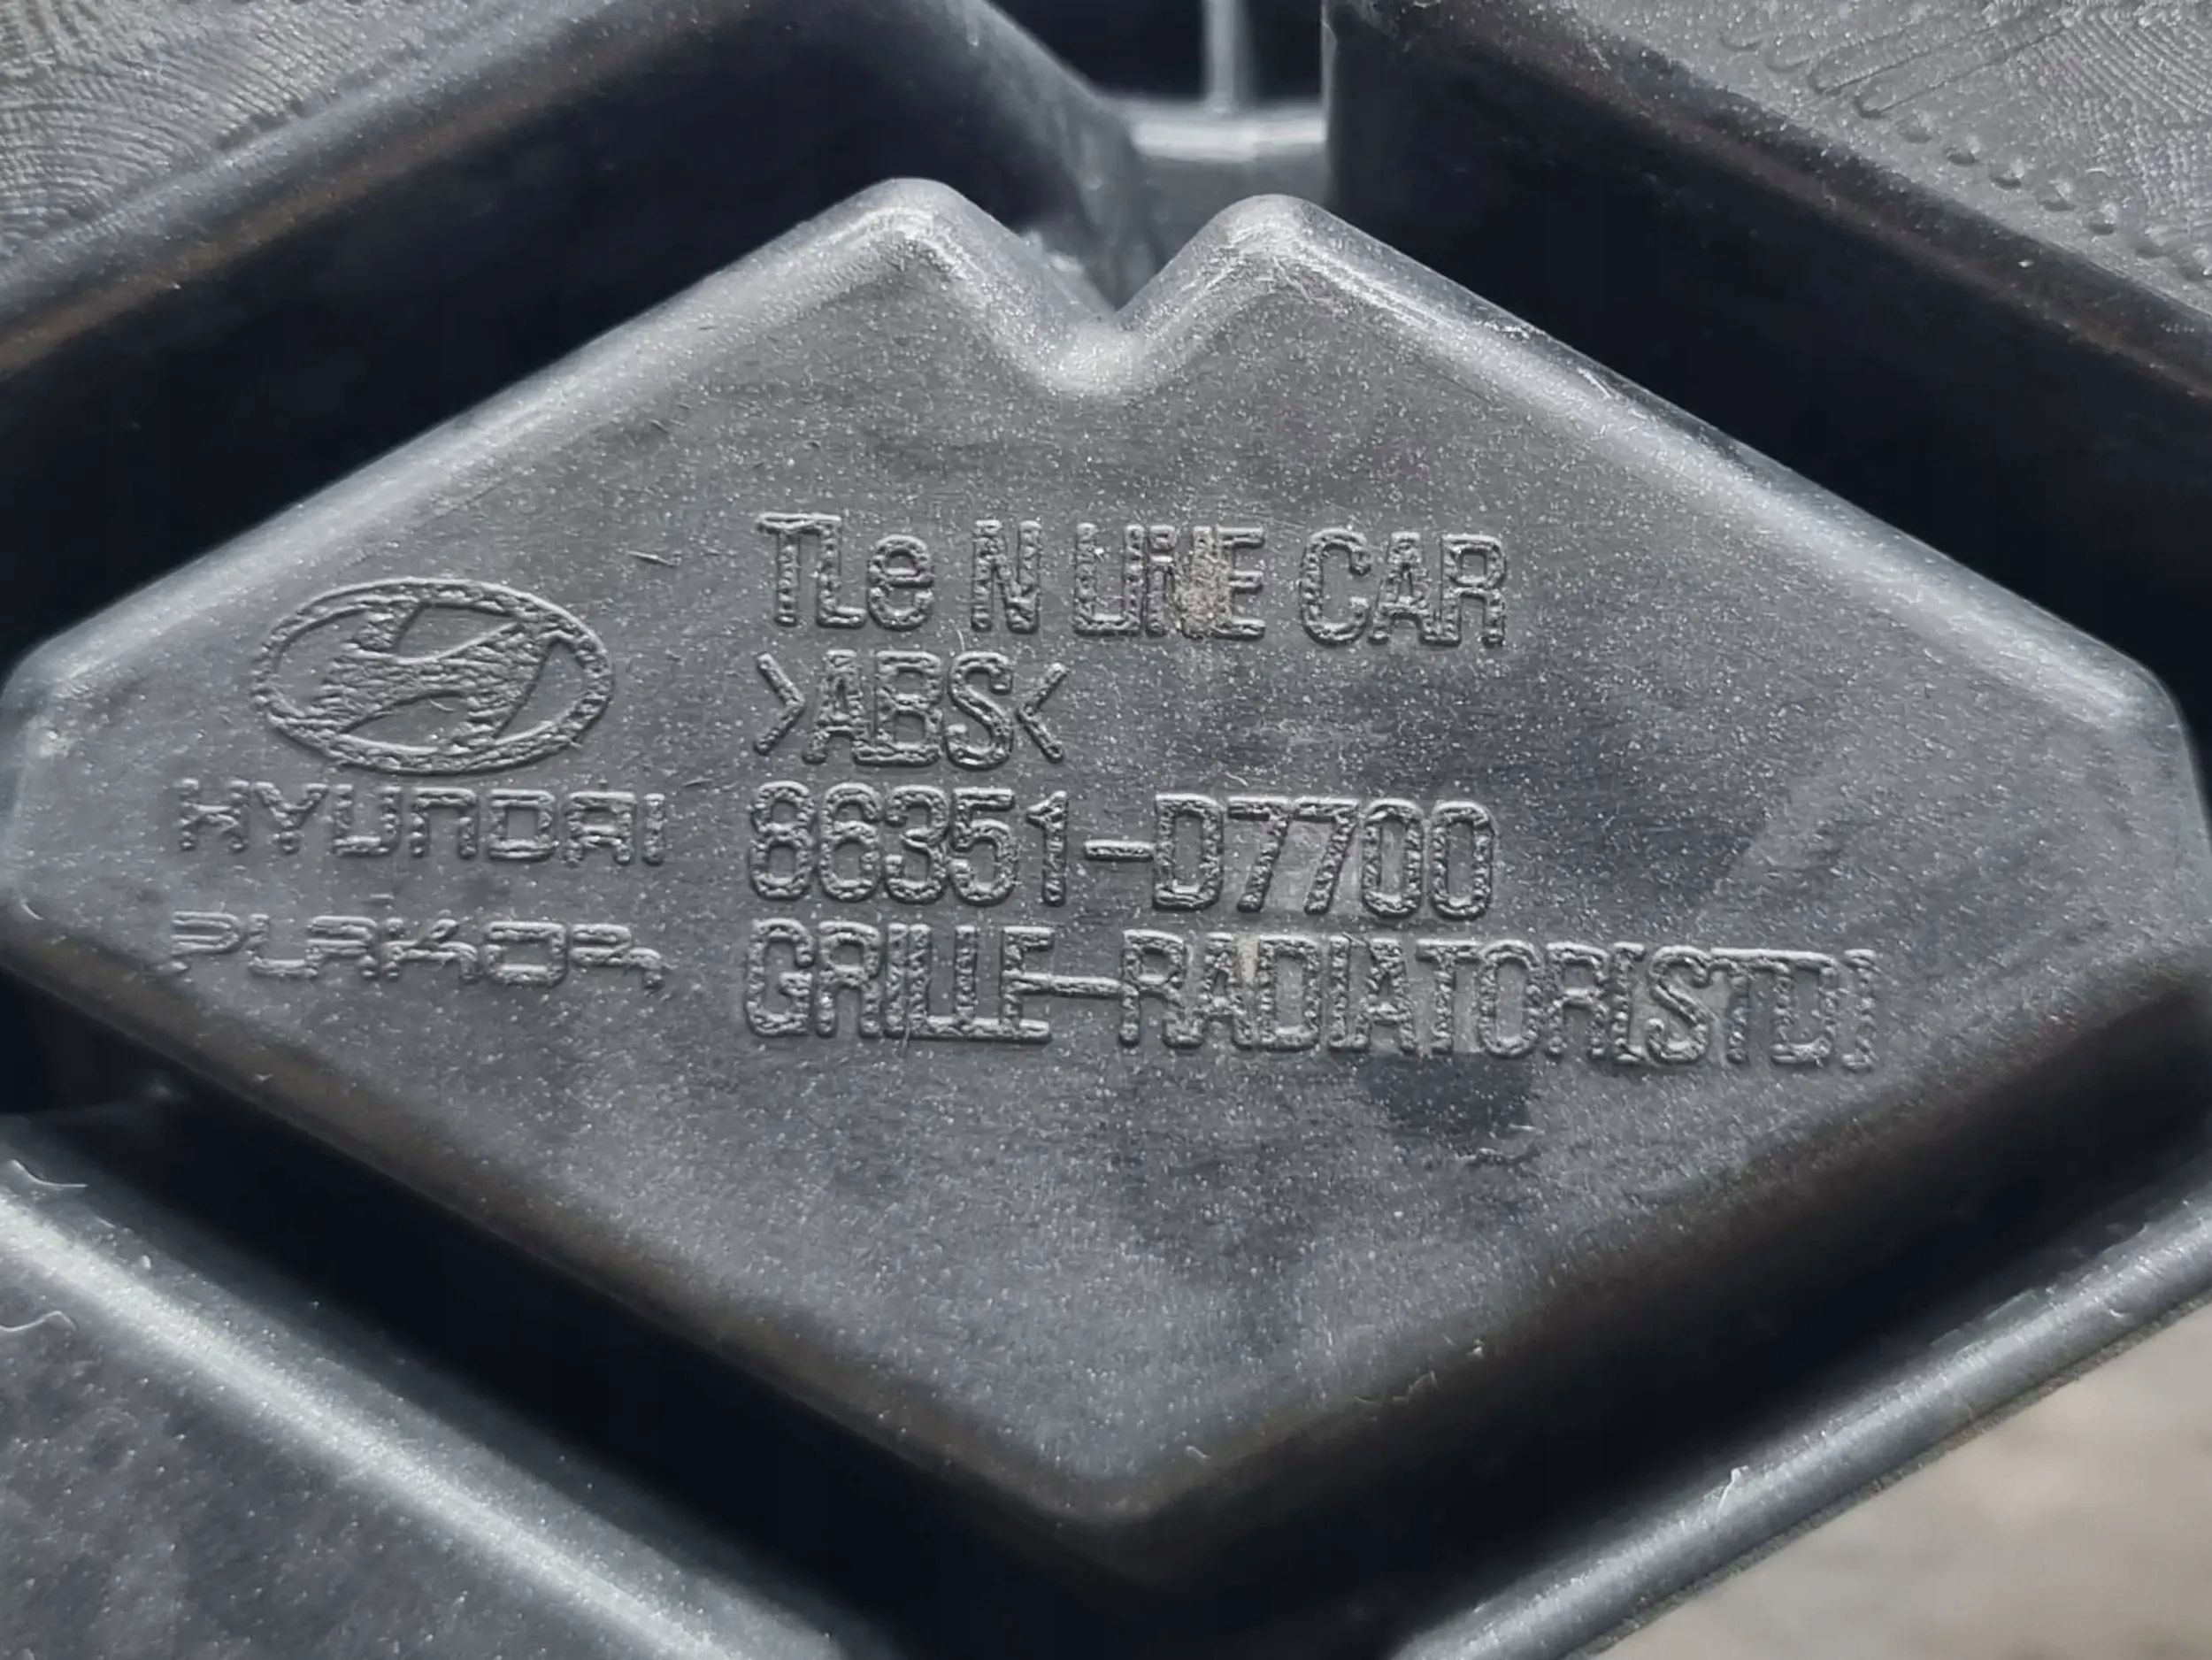 TLe N LINE CAR
>ABS<
86351-D7700
GRILLE-RADIATOR[STD]
HYUNDAI
PLAKOR